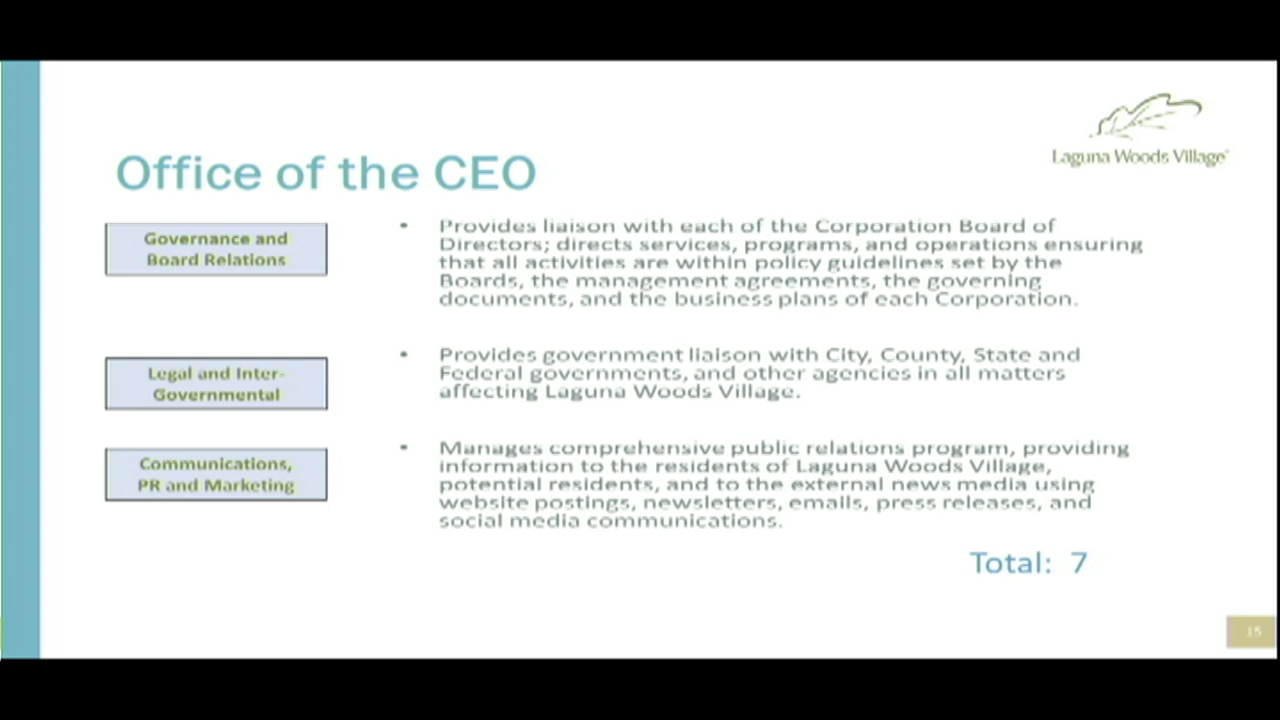 Laguna Woods Village
Office of the CEO
Governance and
Board Relations
• Provides liaison with each of the Corporation Board of
Directors; directs services, programs, and operations ensuring
that all activities are within policy guidelines set by the
Boards, the management agreements, the governing
documents, and the business plans of each Corporation.
Legal and Inter-
Governmental
• Provides government liaison with City, County, State and
Federal governments, and other agencies in all matters
affecting Laguna Woods Village.
Communications,
PR and Marketing
• Manages comprehensive public relations program, providing
information to the residents of Laguna Woods Village,
potential residents, and to the external news media using
website postings, newsletters, emails, press releases, and
social media communications.
Total: 7
15